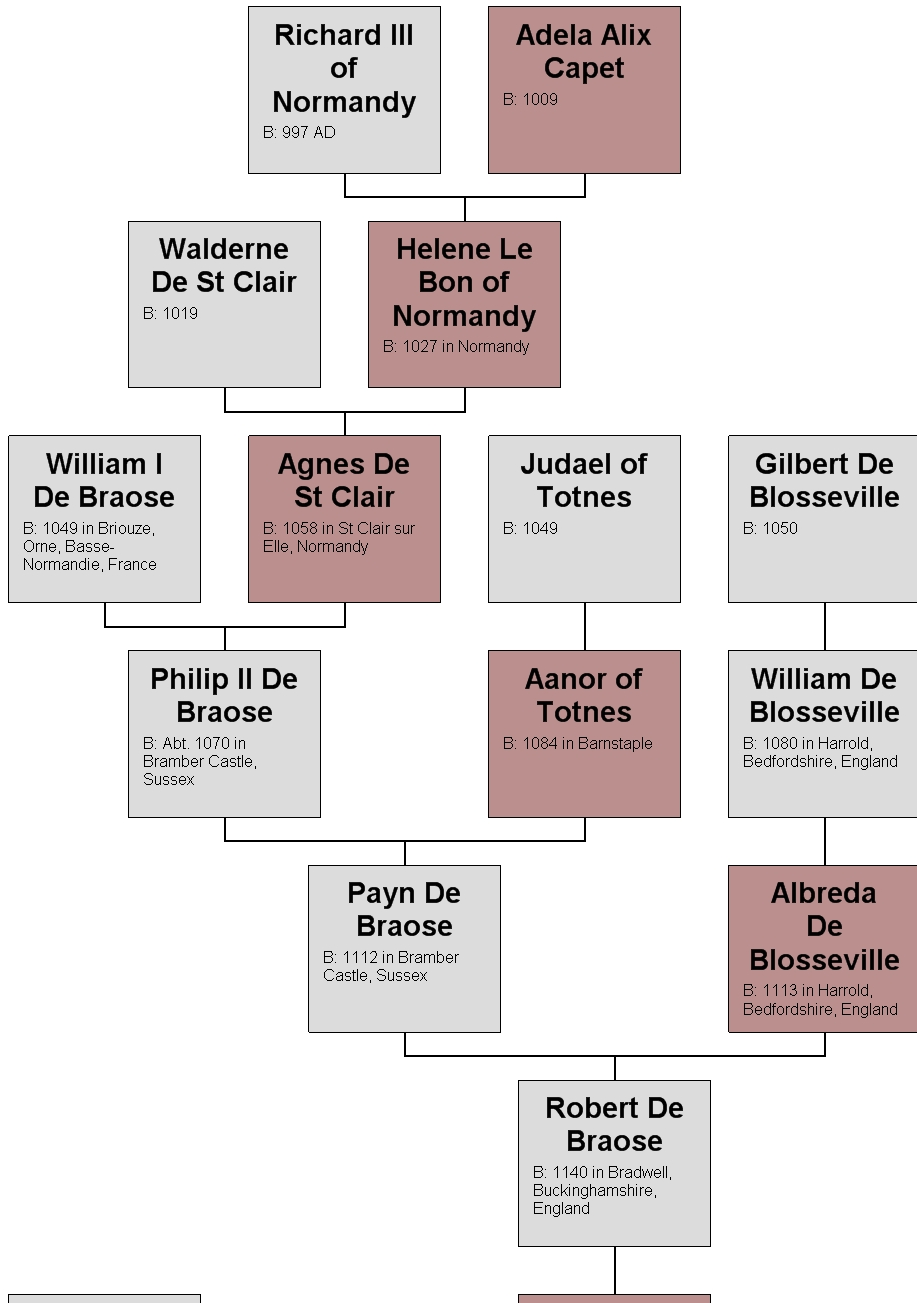 Richard III
of
Normandy
B: 997 AD
Adela Alix
Capet
B: 1009
Walderne
De St Clair
B: 1019
Helene Le
Bon of
Normandy
B: 1027 in Normandy
William I
De Braose
B: 1049 in Briouze,
Orne, Basse-
Normandie, France
Agnes De
St Clair
B: 1058 in St Clair sur
Elle, Normandy
Judael of
Totnes
B: 1049
Gilbert De
Blosseville
B: 1050
Philip II De
Braose
B: Abt. 1070 in
Bramber Castle,
Sussex
Aanor of
Totnes
B: 1084 in Barnstaple
William De
Blosseville
B: 1080 in Harrold,
Bedfordshire, England
Payn De
Braose
B: 1112 in Bramber
Castle, Sussex
Albreda
De
Blosseville
B: 1113 in Harrold,
Bedfordshire, England
Robert De
Braose
B: 1140 in Bradwell,
Buckinghamshire,
England